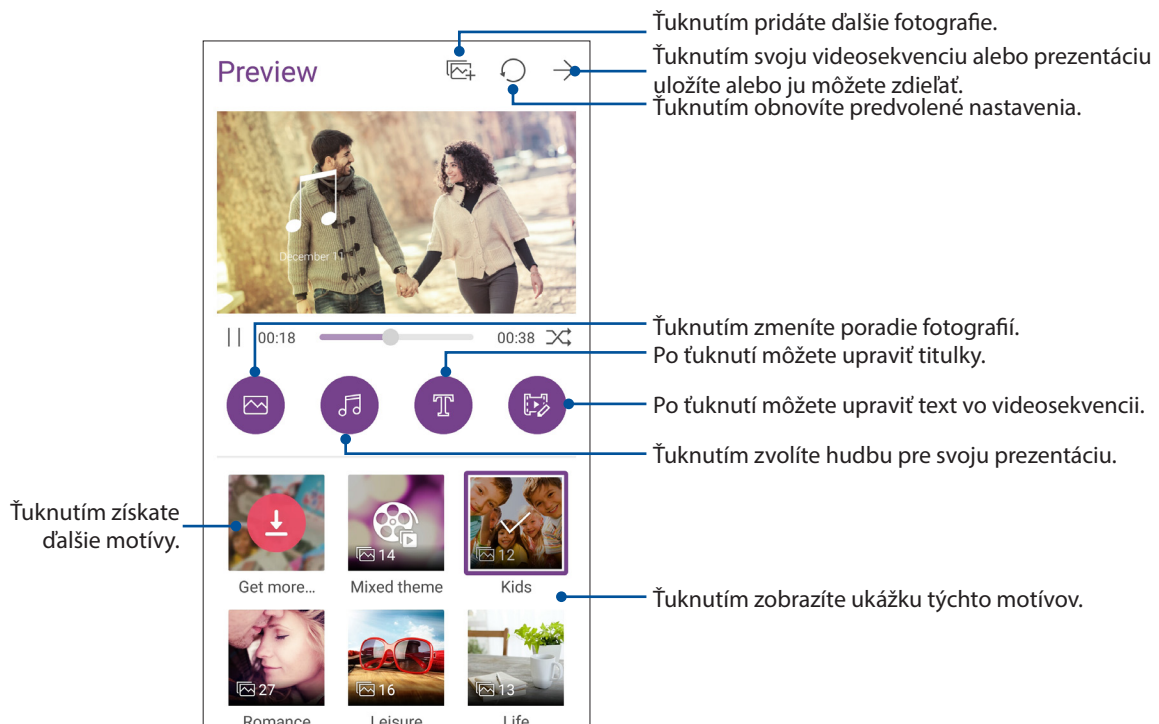 Ťuknutím pridáte ďalšie fotografie.
Ťuknutím svoju videosekvenciu alebo prezentáciu
uložíte alebo ju môžete zdieľať.
Ťuknutím obnovíte predvolené nastavenia.
Preview
December 11
00:18
00:38
Ťuknutím zmeníte poradie fotografií.
Po ťuknutí môžete upraviť titulky.
T
Po ťuknutí môžete upraviť text vo videosekvencii.
Ťuknutím zvolíte hudbu pre svoju prezentáciu.
Ťuknutím získate
ďalšie motívy.
14
12
Get more...
Mixed theme
Kids
Ťuknutím zobrazíte ukážku týchto motívov.
27
16
13
Romance
Leisure
Life